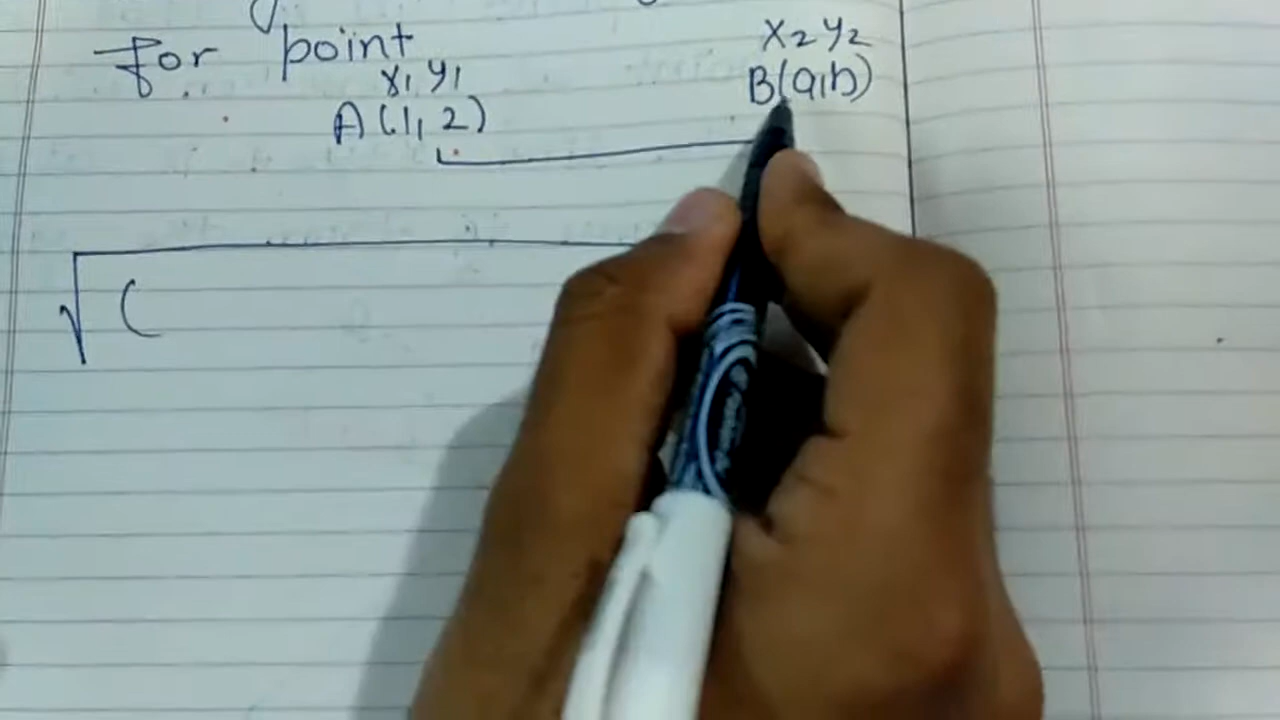 for point
x₁ y₁
A(1, 2)
x₂ y₂
B(a,b)
√(